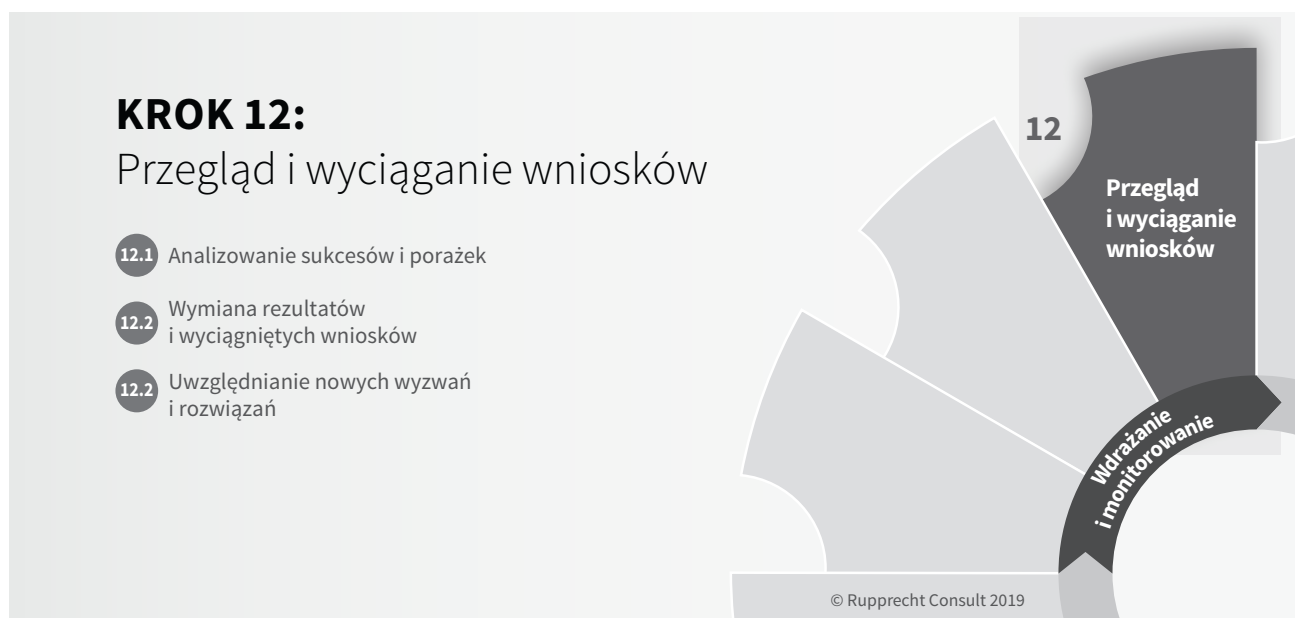 KROK 12:
Przegląd i wyciąganie wniosków
12.1 Analizowanie sukcesów i porażek
12.2 Wymiana rezultatów
i wyciągniętych wniosków
12.2 Uwzględnianie nowych wyzwań
i rozwiązań
12
Przegląd
i wyciąganie
wniosków
Wdrażanie
i monitorowanie
© Rupprecht Consult 2019